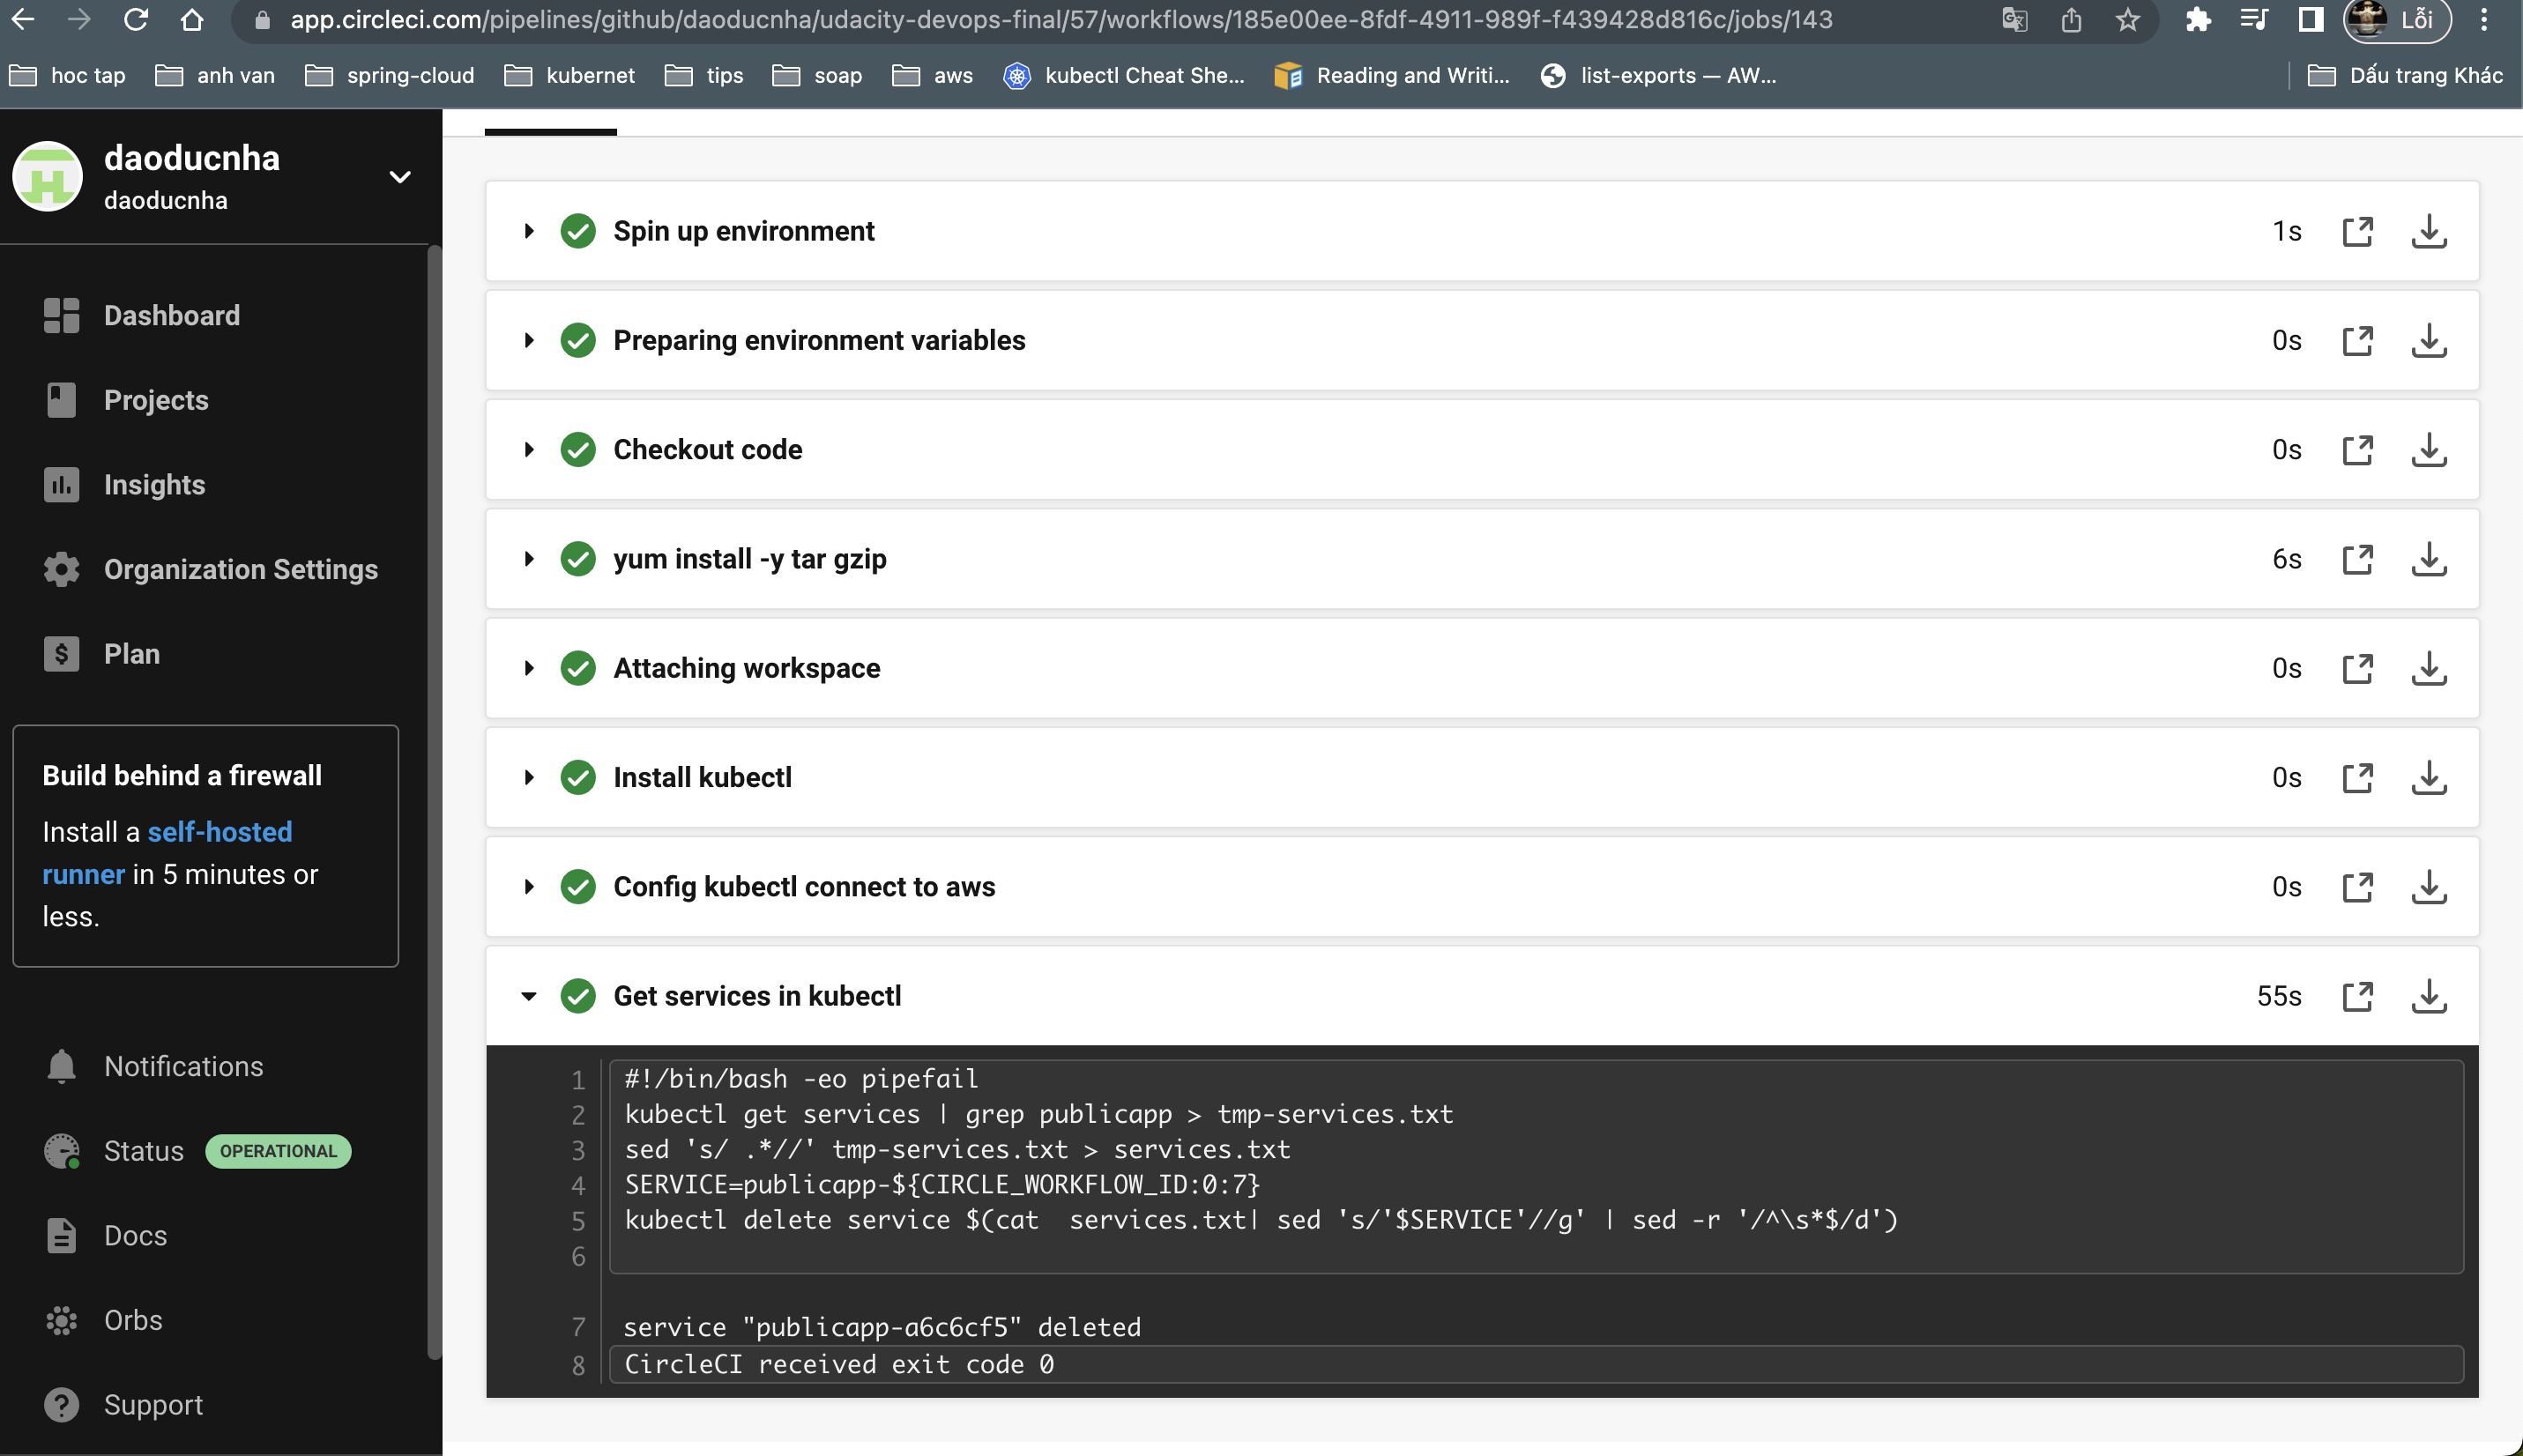 app.circleci.com/pipelines/github/daoducnha/udacity-devops-final/57/workflows/185e00ee-8fdf-4911-989f-f439428d816c/jobs/143
Lỗi
hoc tap
anh van
spring-cloud
kubernet
tips
soap
aws
kubectl Cheat She...
Reading and Writi...
list-exports — AW...
Dấu trang Khác
daoducnha
daoducnha
Dashboard
Projects
Insights
Organization Settings
Plan
Build behind a firewall
Install a self-hosted
runner in 5 minutes or
less.
Notifications
Status OPERATIONAL
Docs
Orbs
Support
Spin up environment 1s
Preparing environment variables 0s
Checkout code 0s
yum install -y tar gzip 6s
Attaching workspace 0s
Install kubectl 0s
Config kubectl connect to aws 0s
Get services in kubectl 55s
1 #!/bin/bash -eo pipefail
2 kubectl get services | grep publicapp > tmp-services.txt
3 sed 's/ .*//' tmp-services.txt > services.txt
4 SERVICE=publicapp-${CIRCLE_WORKFLOW_ID:0:7}
5 kubectl delete service $(cat  services.txt| sed 's/'$SERVICE'//g' | sed -r '/^\s*$/d')
6
7 service "publicapp-a6c6cf5" deleted
8 CircleCI received exit code 0